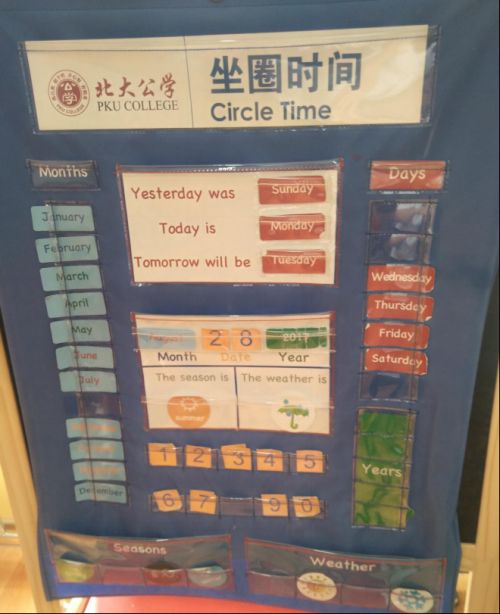 北大公学
PKU COLLEGE
坐圈时间
Circle Time
Months
Days
Yesterday was Sunday
Today is Monday
Tomorrow will be Tuesday
January
February
March
April
May
June
July
December
Wednesday
Thursday
Friday
Saturday
August 28 2017
Month Date Year
The season is
The weather is
summer
1 2 3 4 5
6 7 9 0
Years
Seasons
Weather